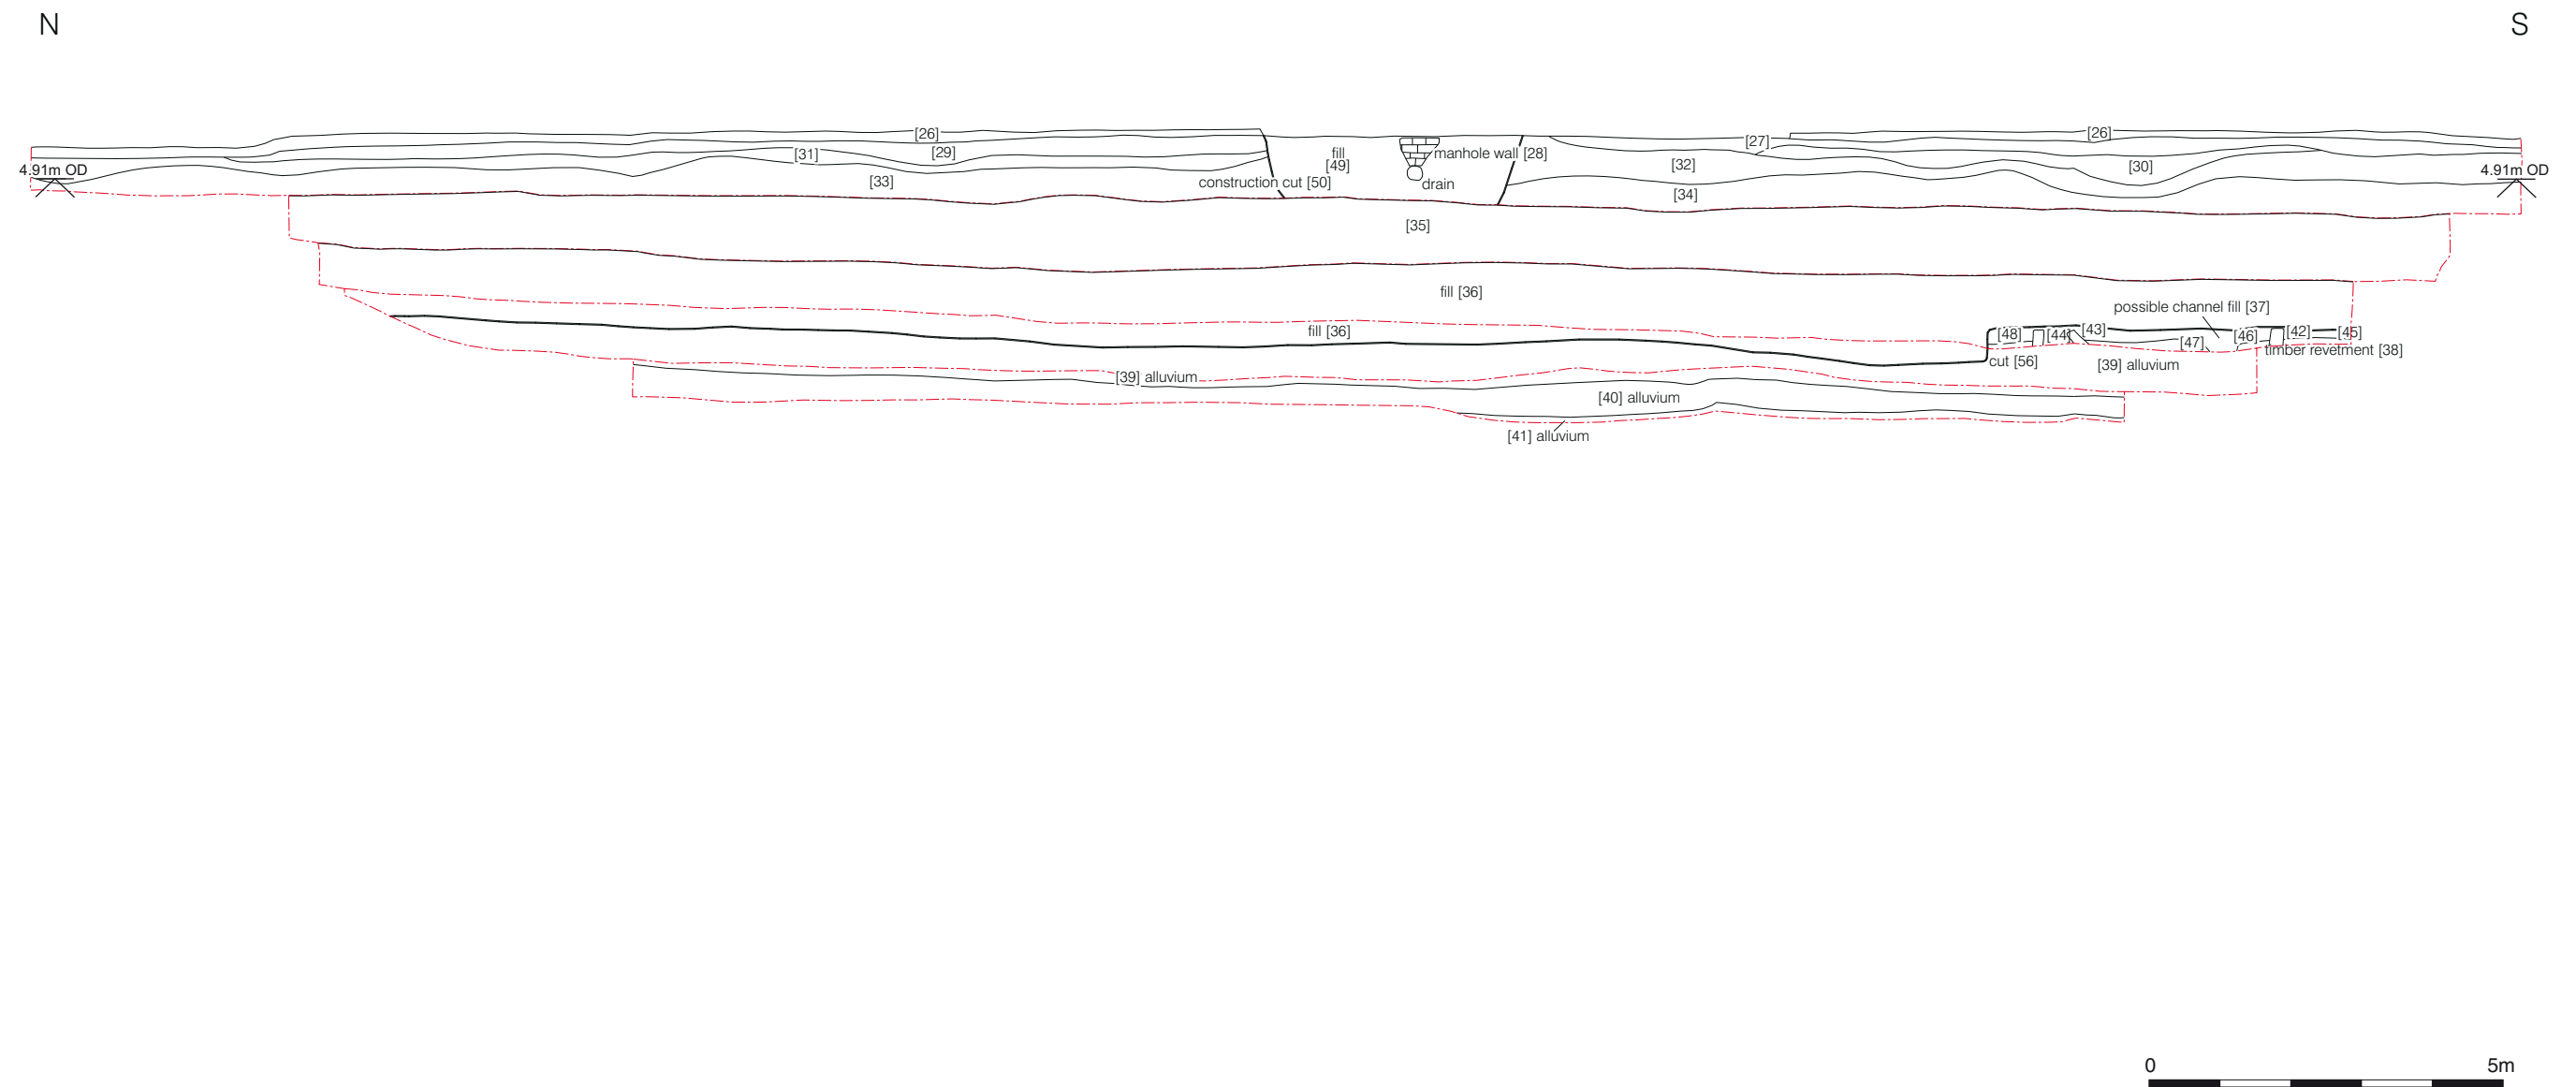 N
S
[26]
[26]
[27]
[31]
[29]
fill
[49]
manhole wall [28]
[32]
[30]
4.91m OD
4.91m OD
[33]
construction cut [50]
drain
[34]
[35]
fill [36]
possible channel fill [37]
fill [36]
[48]
[44]
[43]
[47]
[46]
[42]
[45]
timber revetment [38]
cut [56]
[39] alluvium
[39] alluvium
[40] alluvium
[41] alluvium
0
5m